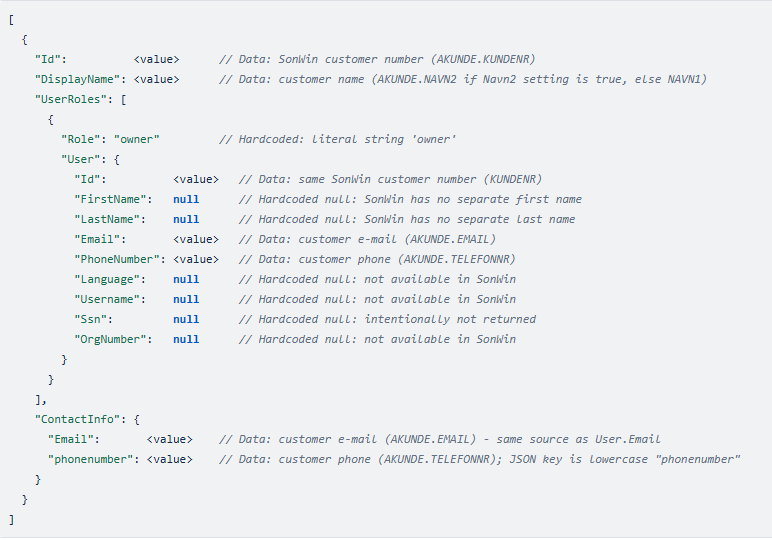 [
  {
    "Id":          <value>      // Data: SonWin customer number (AKUNDE.KUNDENR)
    "DisplayName": <value>      // Data: customer name (AKUNDE.NAVN2 if Navn2 setting is true, else NAVN1)
    "UserRoles": [
      {
        "Role": "owner"         // Hardcoded: literal string 'owner'
        "User": {
          "Id":          <value>   // Data: same SonWin customer number (KUNDENR)
          "FirstName":   null      // Hardcoded null: SonWin has no separate first name
          "LastName":    null      // Hardcoded null: SonWin has no separate last name
          "Email":       <value>   // Data: customer e-mail (AKUNDE.EMAIL)
          "PhoneNumber": <value>   // Data: customer phone (AKUNDE.TELEFONNR)
          "Language":    null      // Hardcoded null: not available in SonWin
          "Username":    null      // Hardcoded null: not available in SonWin
          "Ssn":         null      // Hardcoded null: intentionally not returned
          "OrgNumber":   null      // Hardcoded null: not available in SonWin
        }
      }
    ],
    "ContactInfo": {
      "Email":       <value>    // Data: customer e-mail (AKUNDE.EMAIL) - same source as User.Email
      "phonenumber": <value>    // Data: customer phone (AKUNDE.TELEFONNR); JSON key is lowercase "phonenumber"
    }
  }
]